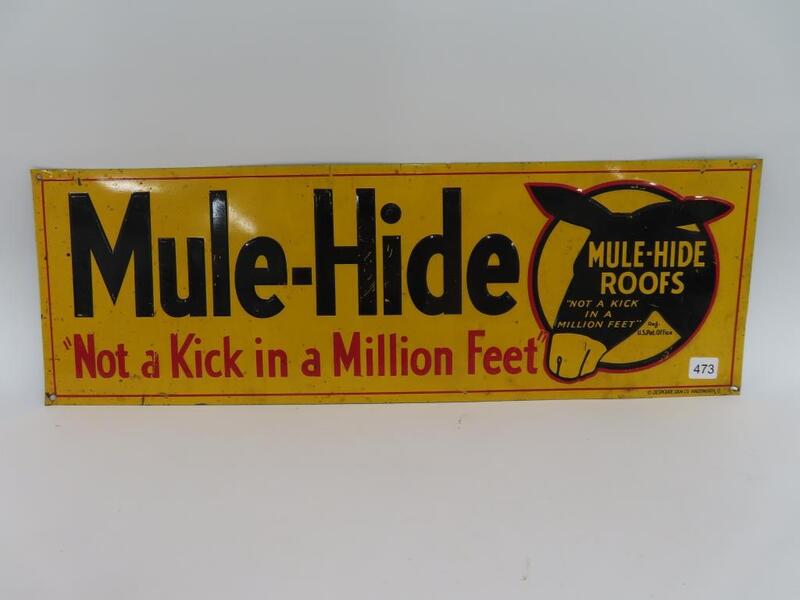 Mule-Hide
"Not a Kick in a Million Feet"
MULE-HIDE
ROOFS
"NOT A KICK
IN A
MILLION FEET"
Reg.
U.S. Pat. Office
473